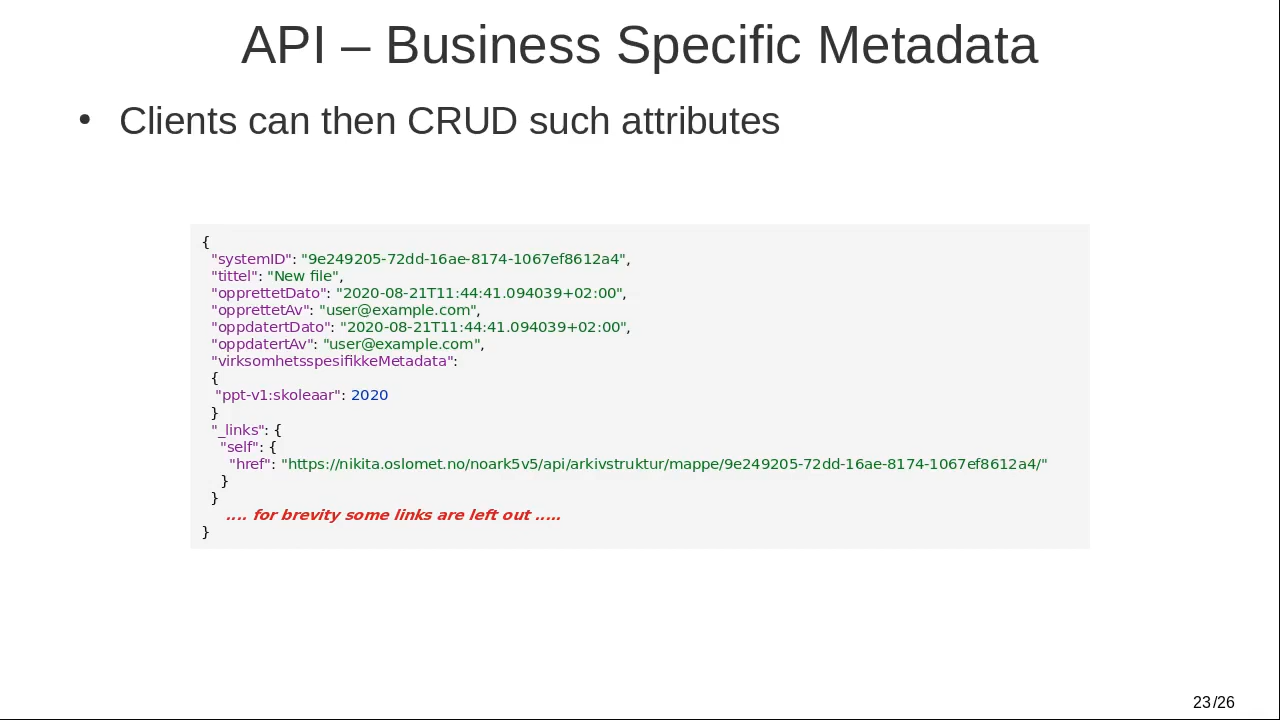 API – Business Specific Metadata
• Clients can then CRUD such attributes
{
"systemID": "9e249205-72dd-16ae-8174-1067ef8612a4",
"tittel": "New file",
"opprettetDato": "2020-08-21T11:44:41.094039+02:00",
"opprettetAv": "user@example.com",
"oppdatertDato": "2020-08-21T11:44:41.094039+02:00",
"oppdatertAv": "user@example.com",
"virksomhetsspesifikkeMetadata":
{
"ppt-v1:skoleaar": 2020
}
"_links": {
"self": {
"href": "https://nikita.oslomet.no/noark5v5/api/arkivstruktur/mappe/9e249205-72dd-16ae-8174-1067ef8612a4/"
}
}
.... for brevity some links are left out .....
}
23/26